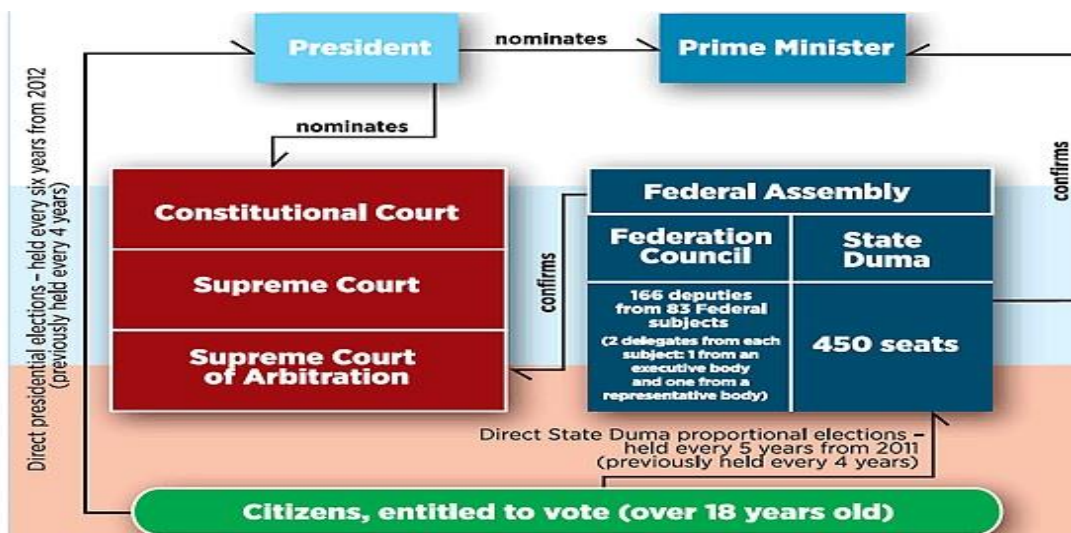 President
nominates
Prime Minister
nominates
Direct presidential elections – held every six years from 2012
(previously held every 4 years)
Constitutional Court
Supreme Court
Supreme Court
of Arbitration
confirms
Federal Assembly
Federation
Council
State
Duma
166 deputies
from 83 Federal
subjects
(2 delegates from each
subject: 1 from an
executive body
and one from a
representative body)
450 seats
confirms
Direct State Duma proportional elections –
held every 5 years from 2011
(previously held every 4 years)
Citizens, entitled to vote (over 18 years old)